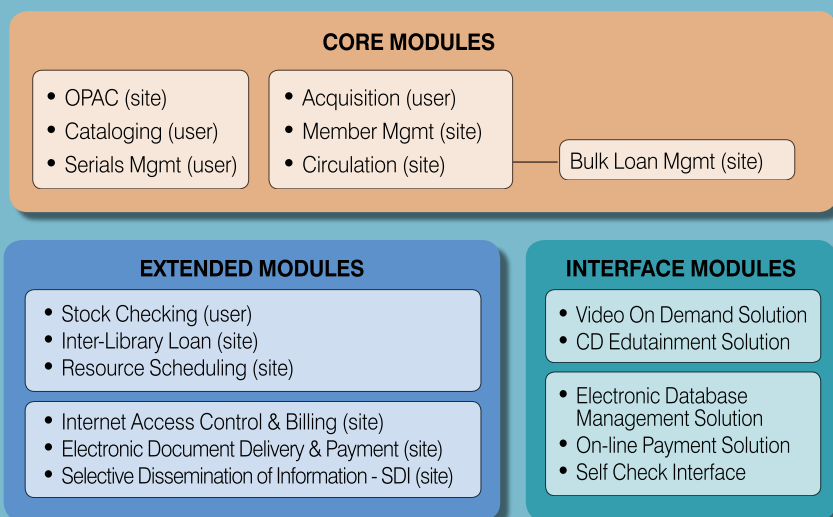 CORE MODULES
• OPAC (site)
• Cataloging (user)
• Serials Mgmt (user)
• Acquisition (user)
• Member Mgmt (site)
• Circulation (site)
Bulk Loan Mgmt (site)
EXTENDED MODULES
• Stock Checking (user)
• Inter-Library Loan (site)
• Resource Scheduling (site)
• Internet Access Control & Billing (site)
• Electronic Document Delivery & Payment (site)
• Selective Dissemination of Information - SDI (site)
INTERFACE MODULES
• Video On Demand Solution
• CD Edutainment Solution
• Electronic Database
Management Solution
• On-line Payment Solution
• Self Check Interface